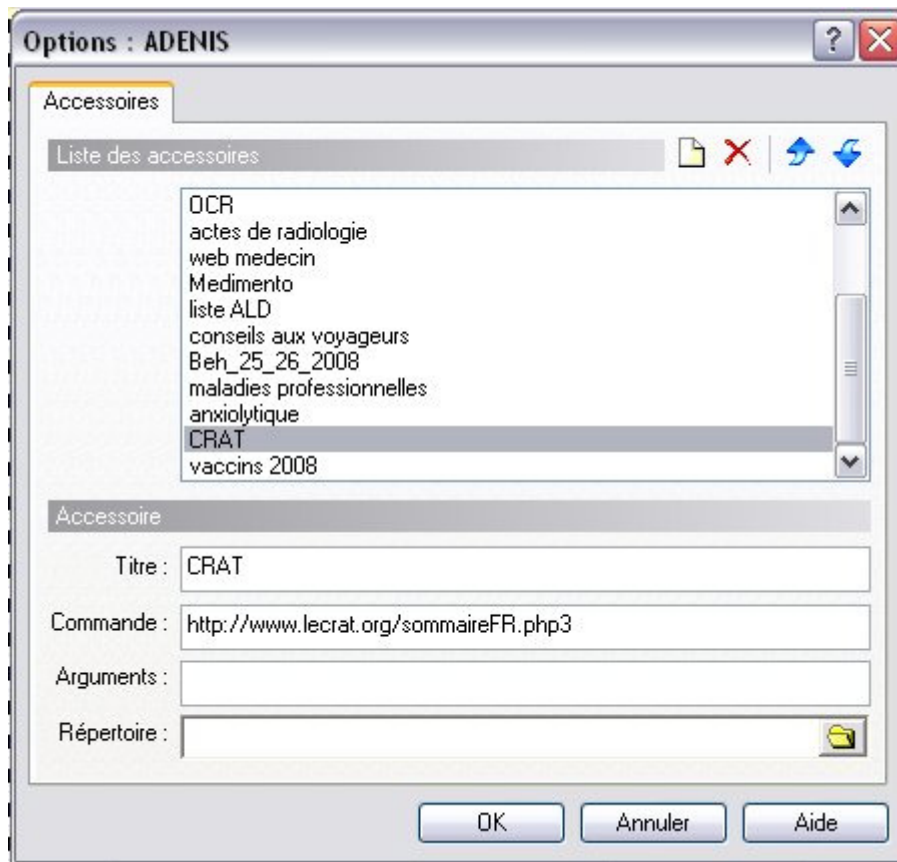 Options : ADENIS
Accessoires
Liste des accessoires
OCR
actes de radiologie
web medecin
Medimento
liste ALD
conseils aux voyageurs
Beh_25_26_2008
maladies professionnelles
anxiolytique
CRAT
vaccins 2008
Accessoire
Titre : CRAT
Commande : http://www.lecrat.org/sommaireFR.php3
Arguments :
Répertoire :
OK Annuler Aide